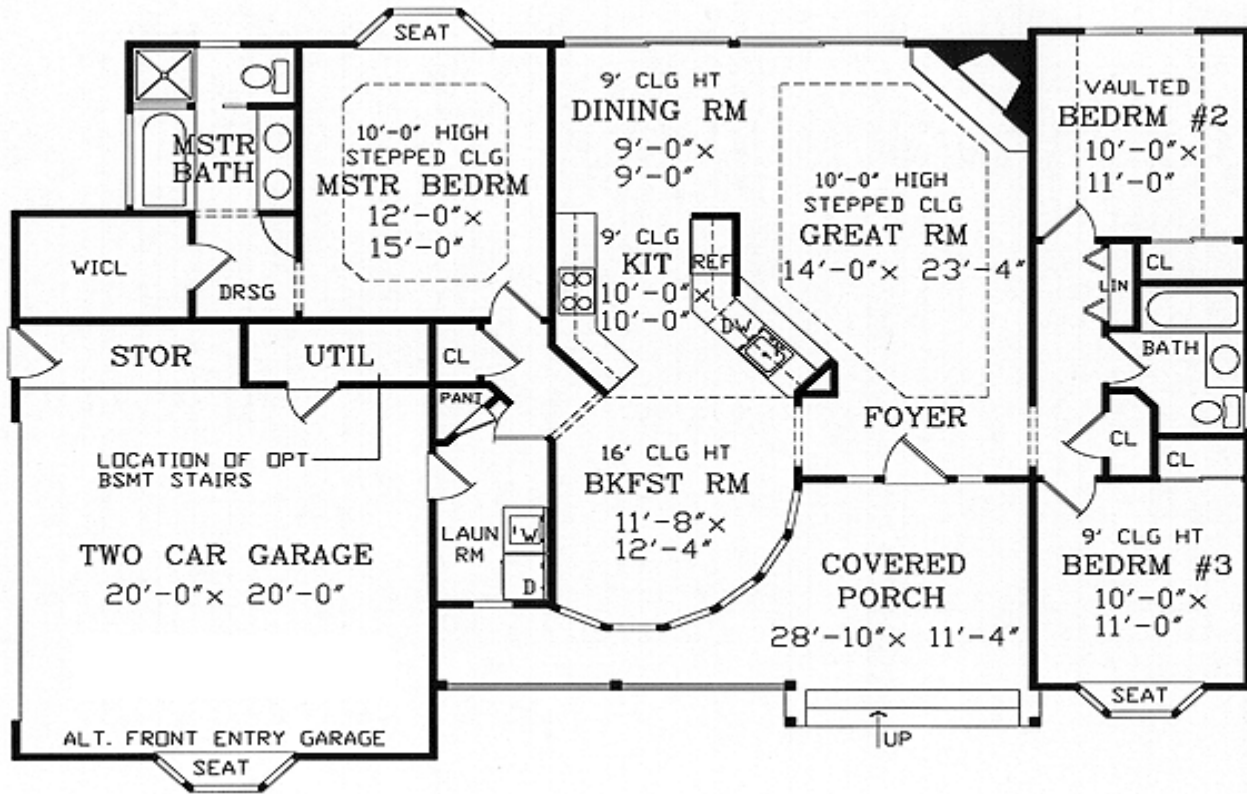 SEAT
MSTR
BATH
10'-0" HIGH
STEPPED CLG
MSTR BEDRM
12'-0"x
15'-0"
9' CLG HT
DINING RM
9'-0"x
9'-0"
VAULTED
BEDRM #2
10'-0"x
11'-0"
10'-0" HIGH
STEPPED CLG
GREAT RM
14'-0"x 23'-4"
9' CLG
KIT
10'-0"x
10'-0"
REF
DW
WICL
DRSG
CL
LIN
STOR
UTIL
CL
PANT
BATH
FOYER
CL
CL
LOCATION OF OPT
BSMT STAIRS
16' CLG HT
BKFST RM
11'-8"x
12'-4"
LAUN
RM
W
D
TWO CAR GARAGE
20'-0"x 20'-0"
COVERED
PORCH
28'-10"x 11'-4"
9' CLG HT
BEDRM #3
10'-0"x
11'-0"
SEAT
UP
ALT. FRONT ENTRY GARAGE
SEAT